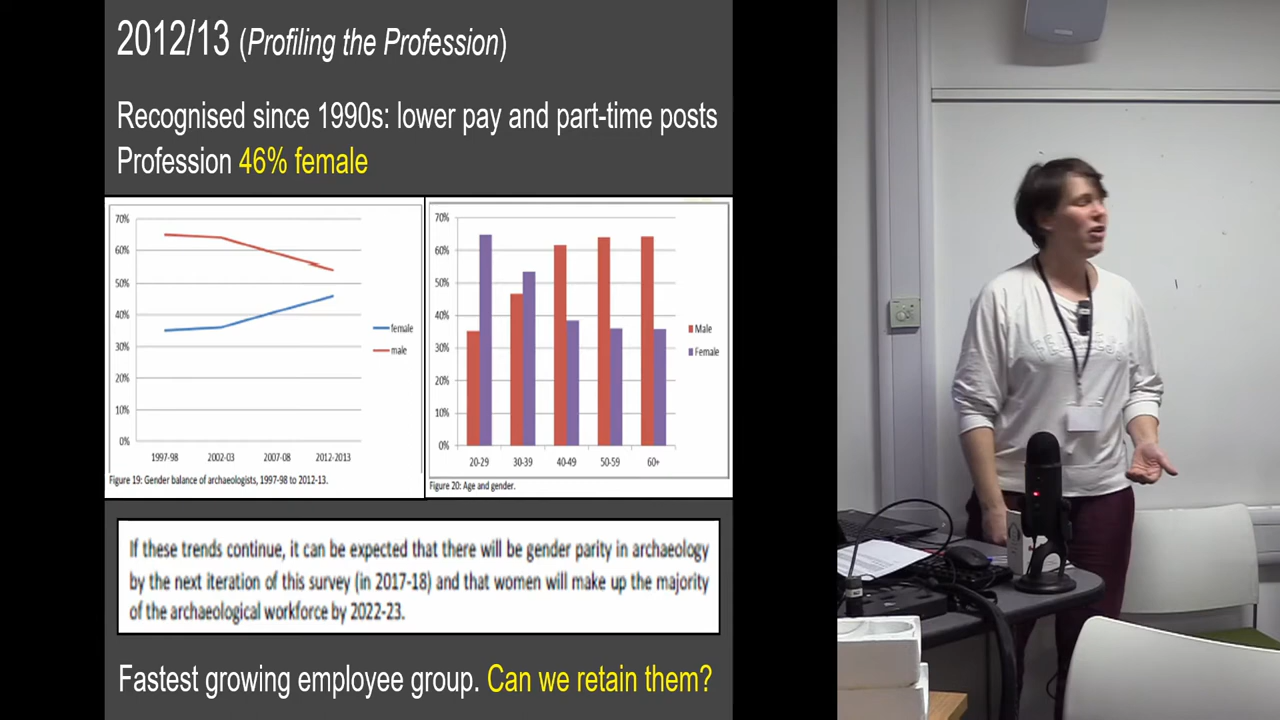 2012/13 (Profiling the Profession)
Recognised since 1990s: lower pay and part-time posts
Profession 46% female
70%
60%
50%
40%
30%
20%
10%
0%
1997-98 2002-03 2007-08 2012-2013
female
male
Figure 19: Gender balance of archaeologists, 1997-98 to 2012-13.
70%
60%
50%
40%
30%
20%
10%
0%
20-29 30-39 40-49 50-59 60+
Male
Female
Figure 20: Age and gender.
If these trends continue, it can be expected that there will be gender parity in archaeology
by the next iteration of this survey (in 2017-18) and that women will make up the majority
of the archaeological workforce by 2022-23.
Fastest growing employee group. Can we retain them?